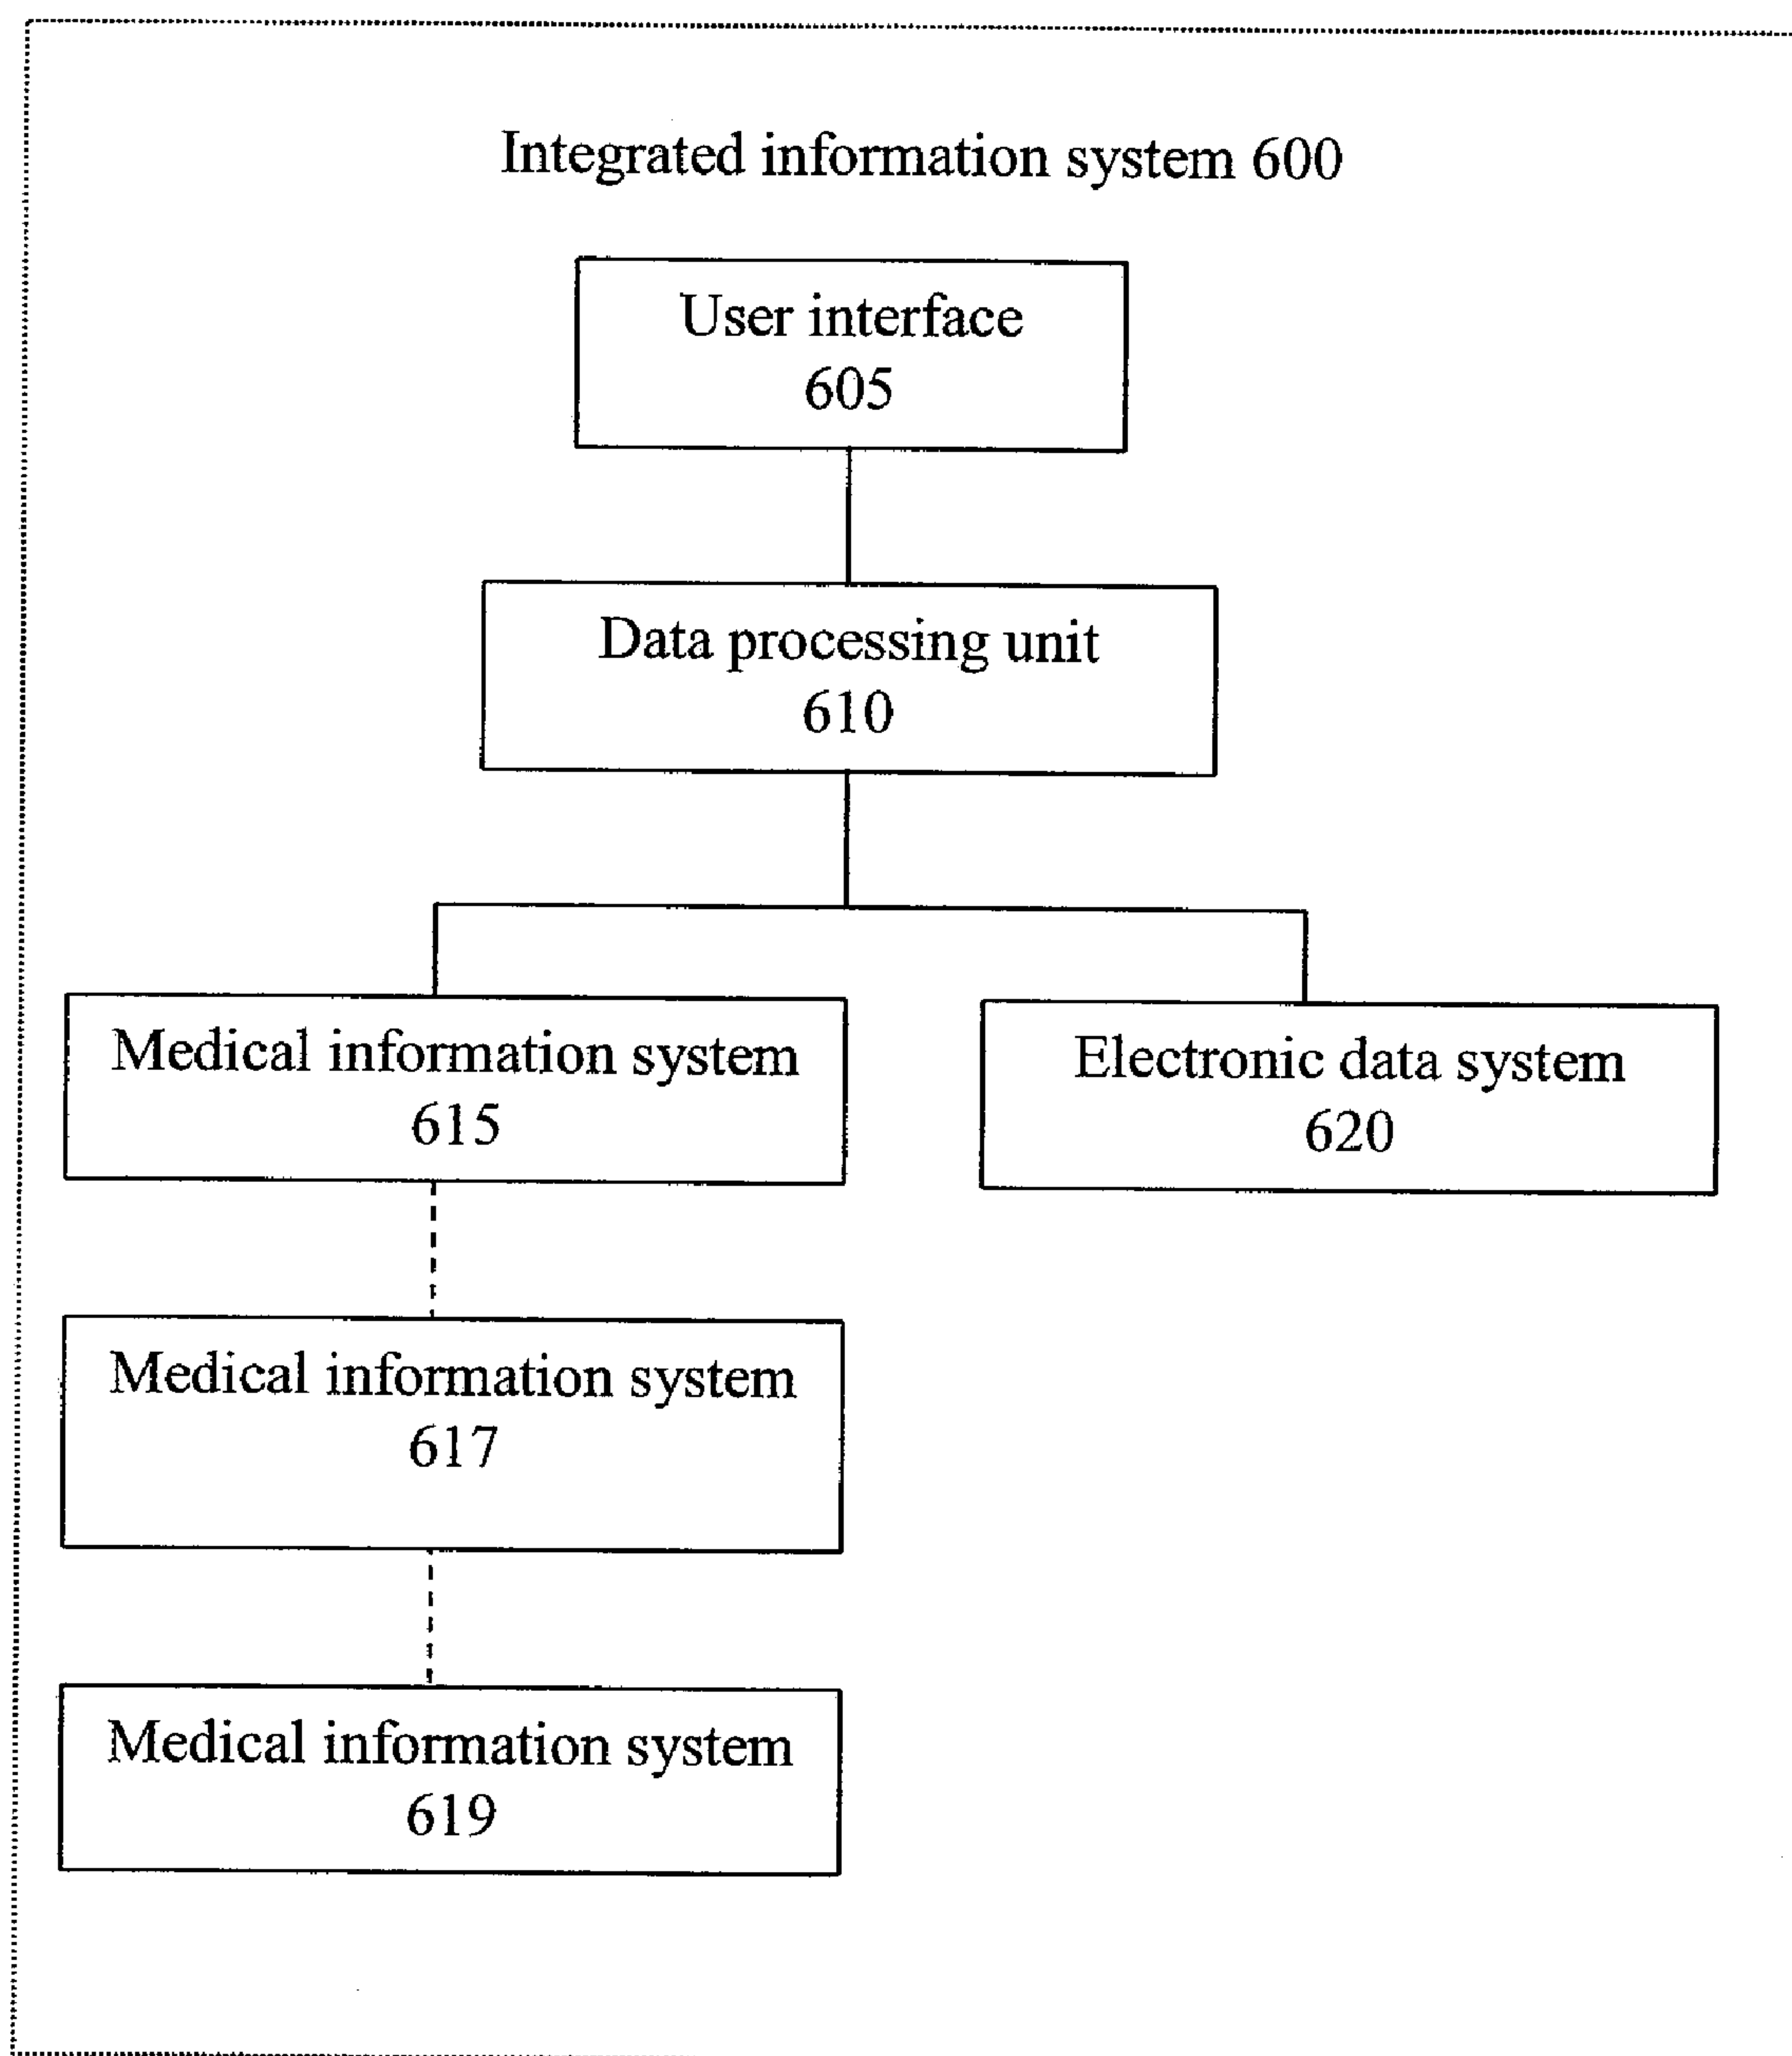 Integrated information system 600
User interface
605
Data processing unit
610
Medical information system
615
Electronic data system
620
Medical information system
617
Medical information system
619